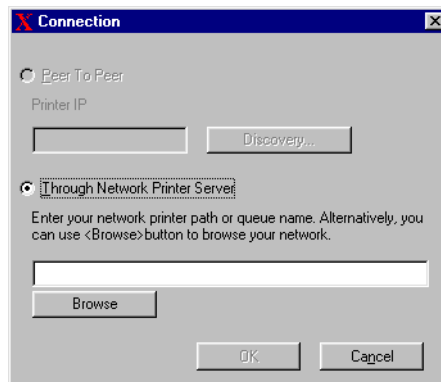 Connection
Peer To Peer
Printer IP
Discovery...
Through Network Printer Server
Enter your network printer path or queue name. Alternatively, you
can use <Browse>button to browse your network.
Browse
OK
Cancel